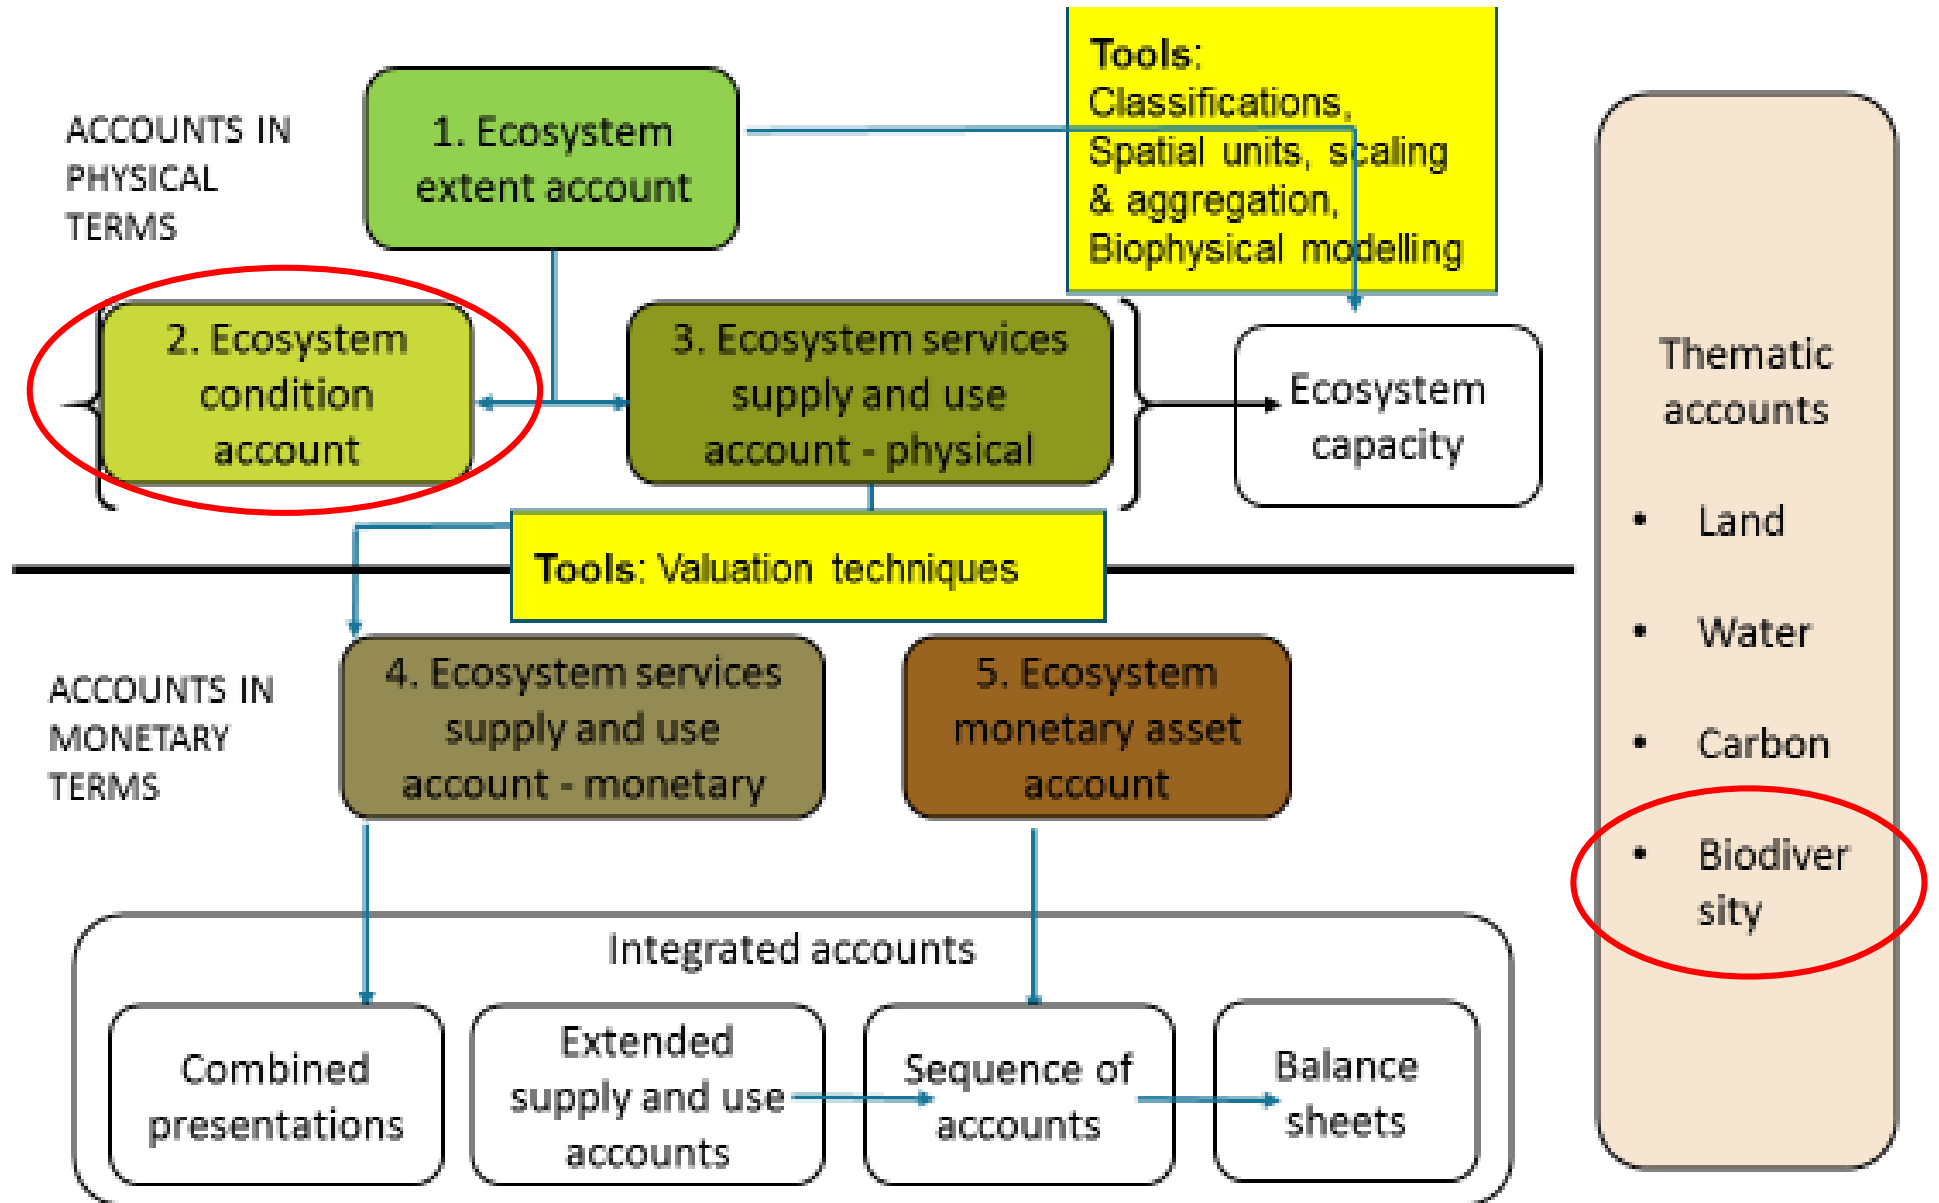 Tools:
Classifications,
Spatial units, scaling
& aggregation,
Biophysical modelling
ACCOUNTS IN
PHYSICAL
TERMS
1. Ecosystem
extent account
2. Ecosystem
condition
account
3. Ecosystem services
supply and use
account - physical
Ecosystem
capacity
Tools: Valuation techniques
ACCOUNTS IN
MONETARY
TERMS
4. Ecosystem services
supply and use
account - monetary
5. Ecosystem
monetary asset
account
Integrated accounts
Combined
presentations
Extended
supply and use
accounts
Sequence of
accounts
Balance
sheets
Thematic
accounts
• Land
• Water
• Carbon
• Biodiver
sity